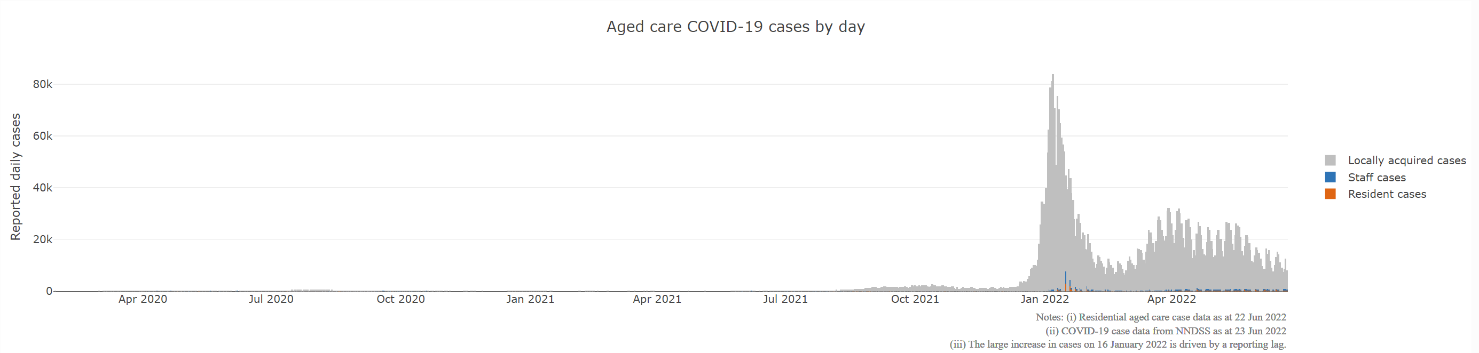 Aged care COVID-19 cases by day
Reported daily cases
80k
60k
40k
20k
0
Apr 2020 Jul 2020 Oct 2020 Jan 2021 Apr 2021 Jul 2021 Oct 2021 Jan 2022 Apr 2022
Locally acquired cases
Staff cases
Resident cases
Notes: (i) Residential aged care case data as at 22 Jun 2022
(ii) COVID-19 case data from NNDSS as at 23 Jun 2022
(iii) The large increase in cases on 16 January 2022 is driven by a reporting lag.